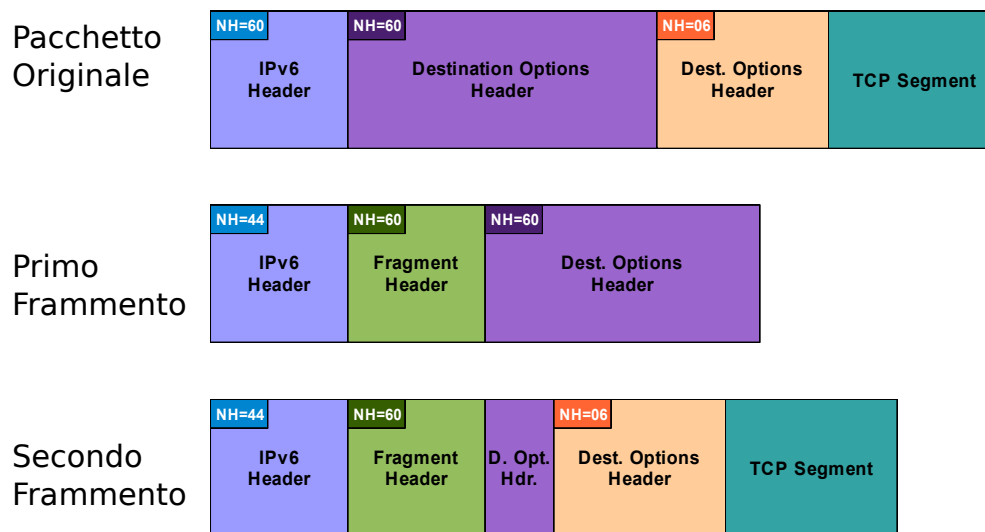 Pacchetto
Originale
NH=60
IPv6
Header
NH=60
Destination Options
Header
NH=06
Dest. Options
Header
TCP Segment
Primo
Frammento
NH=44
IPv6
Header
NH=60
Fragment
Header
NH=60
Dest. Options
Header
Secondo
Frammento
NH=44
IPv6
Header
NH=60
Fragment
Header
D. Opt.
Hdr.
NH=06
Dest. Options
Header
TCP Segment